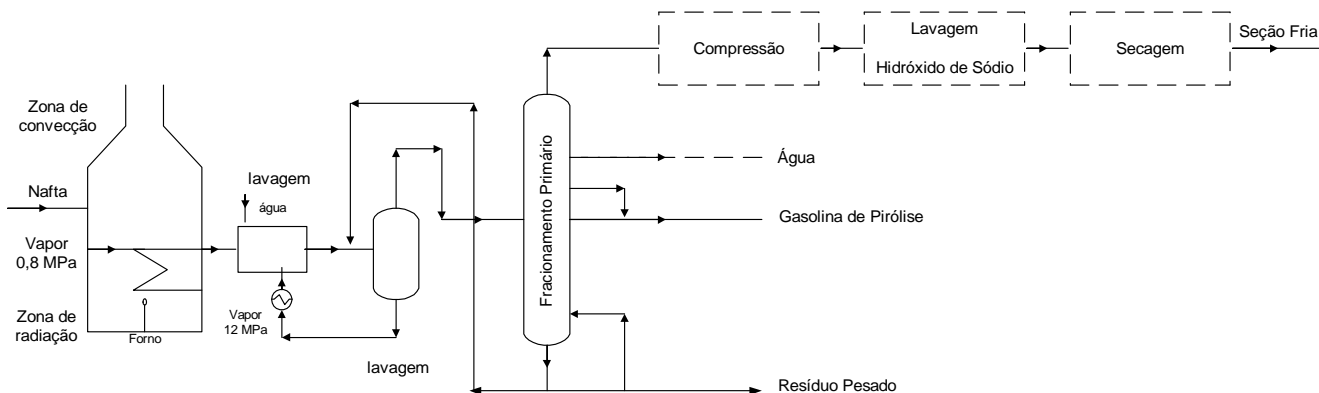 Compressão
Lavagem
Hidróxido de Sódio
Secagem
Seção Fria
Zona de
convecção
Nafta
Vapor
0,8 MPa
Zona de
radiação
Forno
lavagem
água
Vapor
12 MPa
lavagem
Fracionamento Primário
Água
Gasolina de Pirólise
Resíduo Pesado